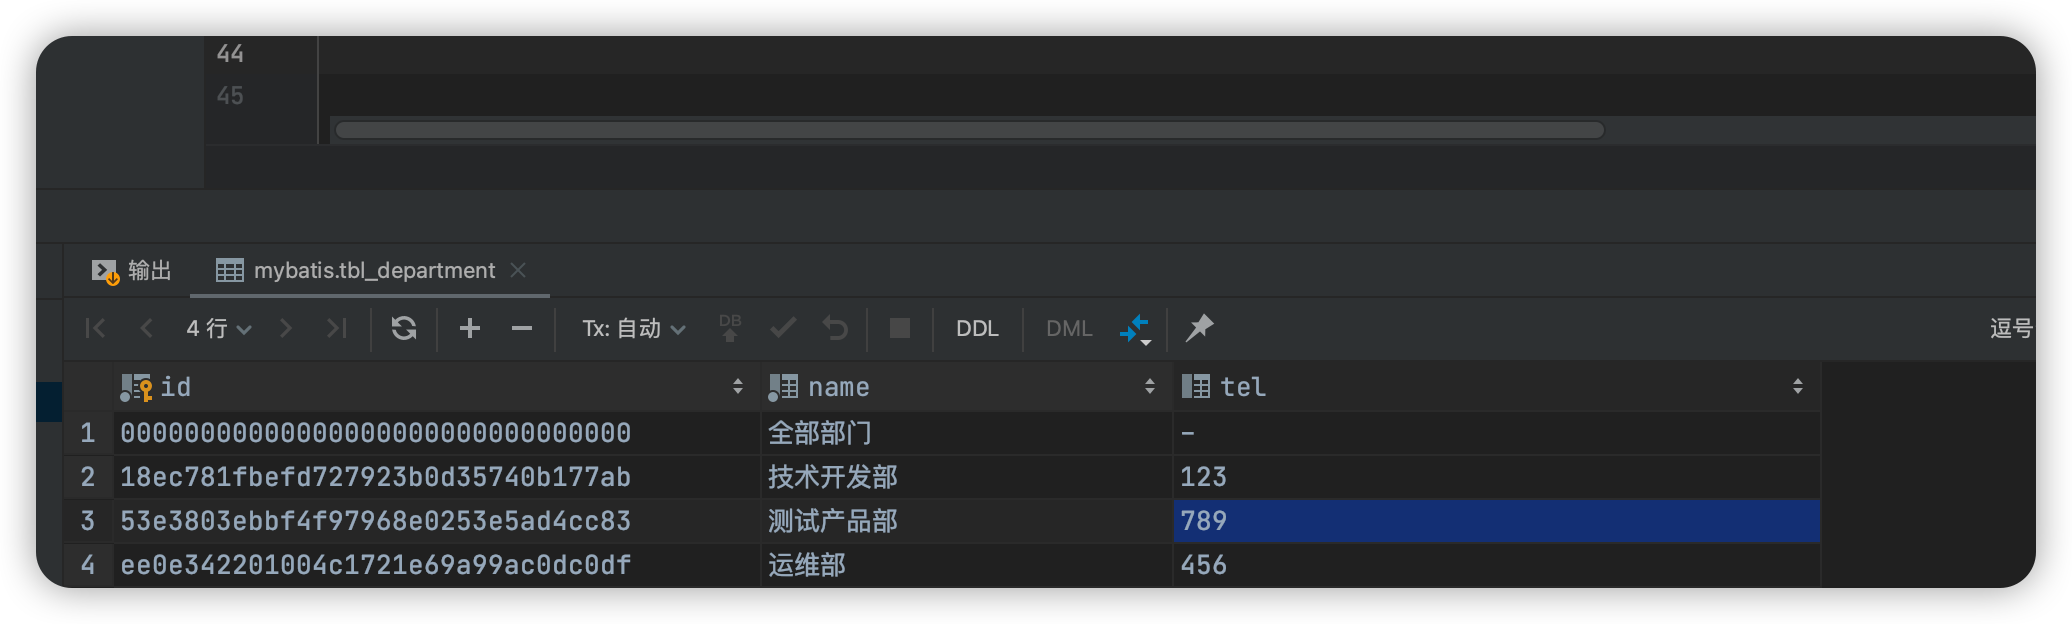 44
45
输出 mybatis.tbl_department
4 行 Tx: 自动 DB DDL DML 逗号
id name tel
1 00000000000000000000000000000000 全部部门 -
2 18ec781fbefd727923b0d35740b177ab 技术开发部 123
3 53e3803ebbf4f97968e0253e5ad4cc83 测试产品部 789
4 ee0e342201004c1721e69a99ac0dc0df 运维部 456